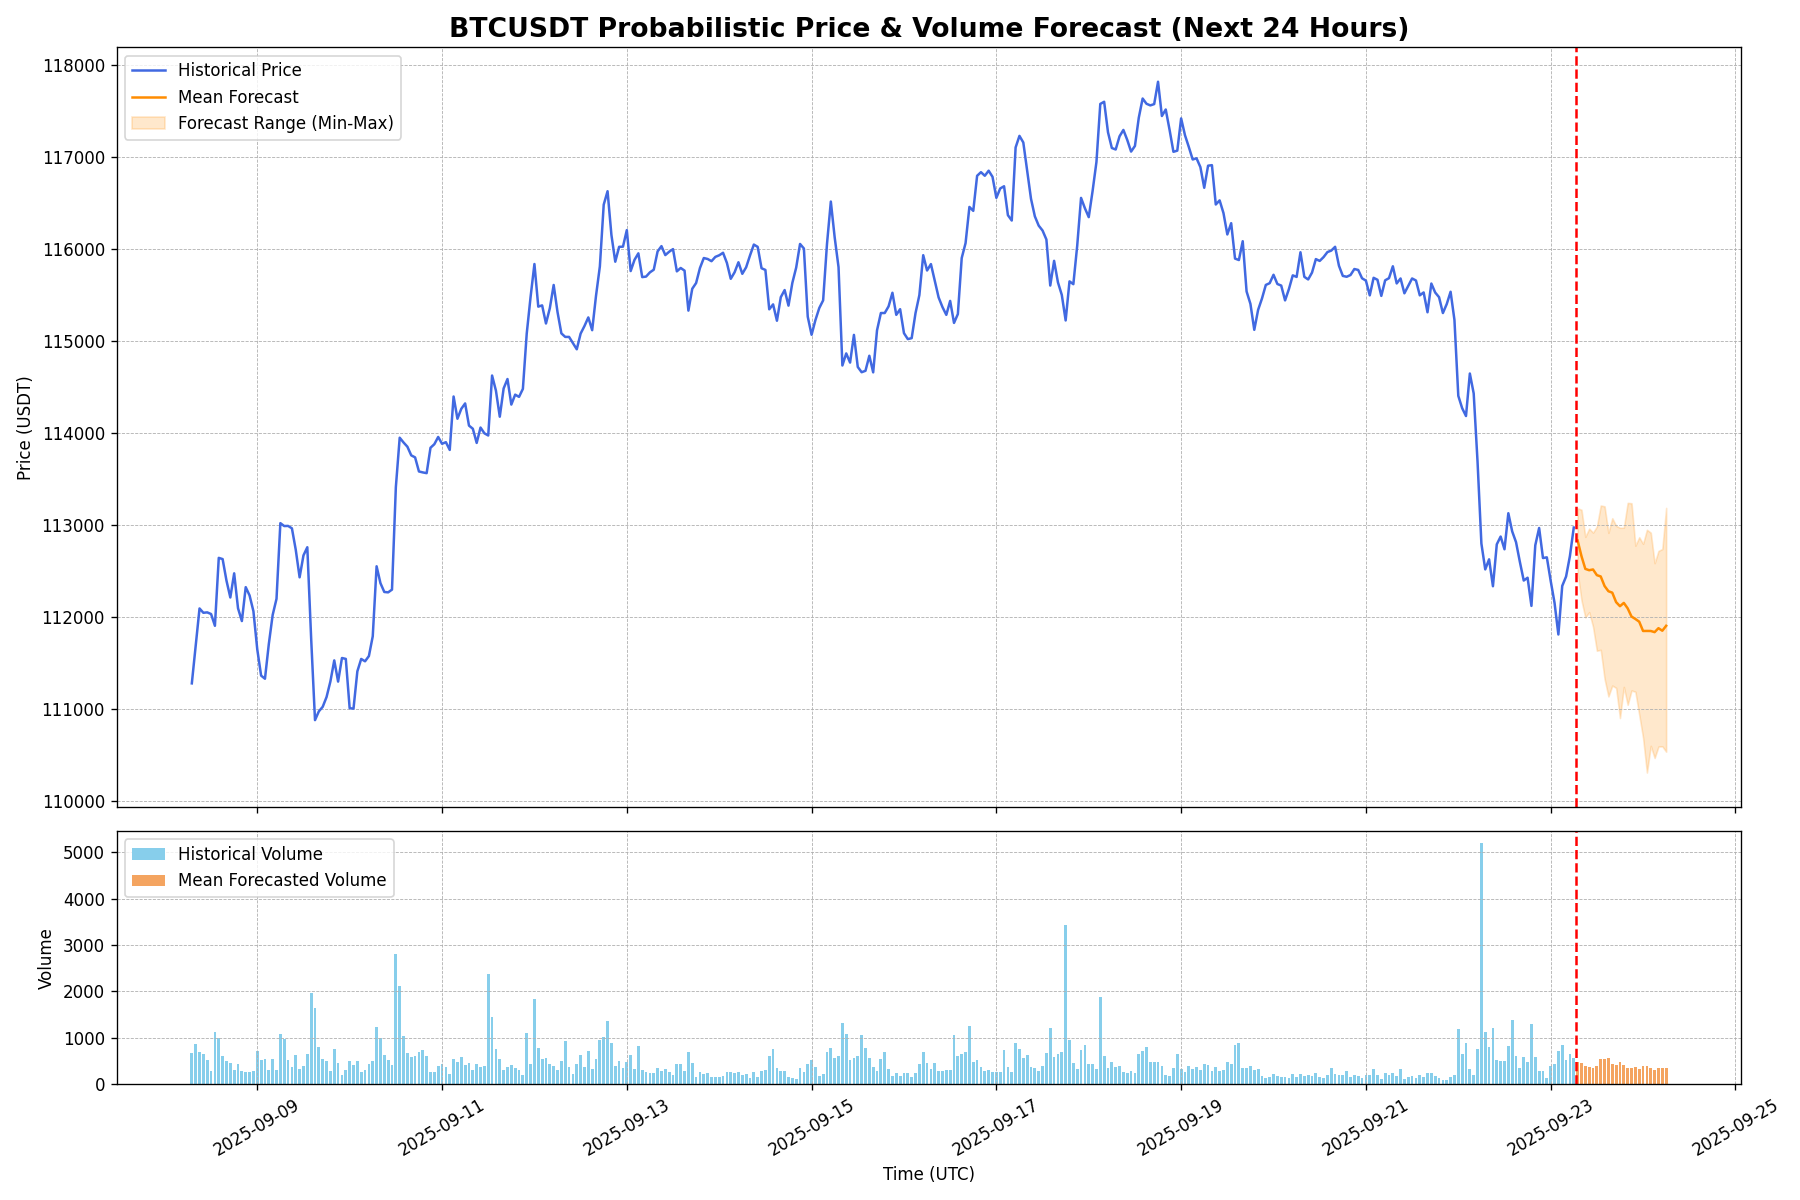 BTCUSDT Probabilistic Price & Volume Forecast (Next 24 Hours)
Historical Price
Mean Forecast
Forecast Range (Min-Max)
118000
117000
116000
115000
114000
113000
112000
111000
110000
Price (USDT)
Historical Volume
Mean Forecasted Volume
5000
4000
3000
2000
1000
0
Volume
2025-09-09
2025-09-11
2025-09-13
2025-09-15
2025-09-17
2025-09-19
2025-09-21
2025-09-23
2025-09-25
Time (UTC)